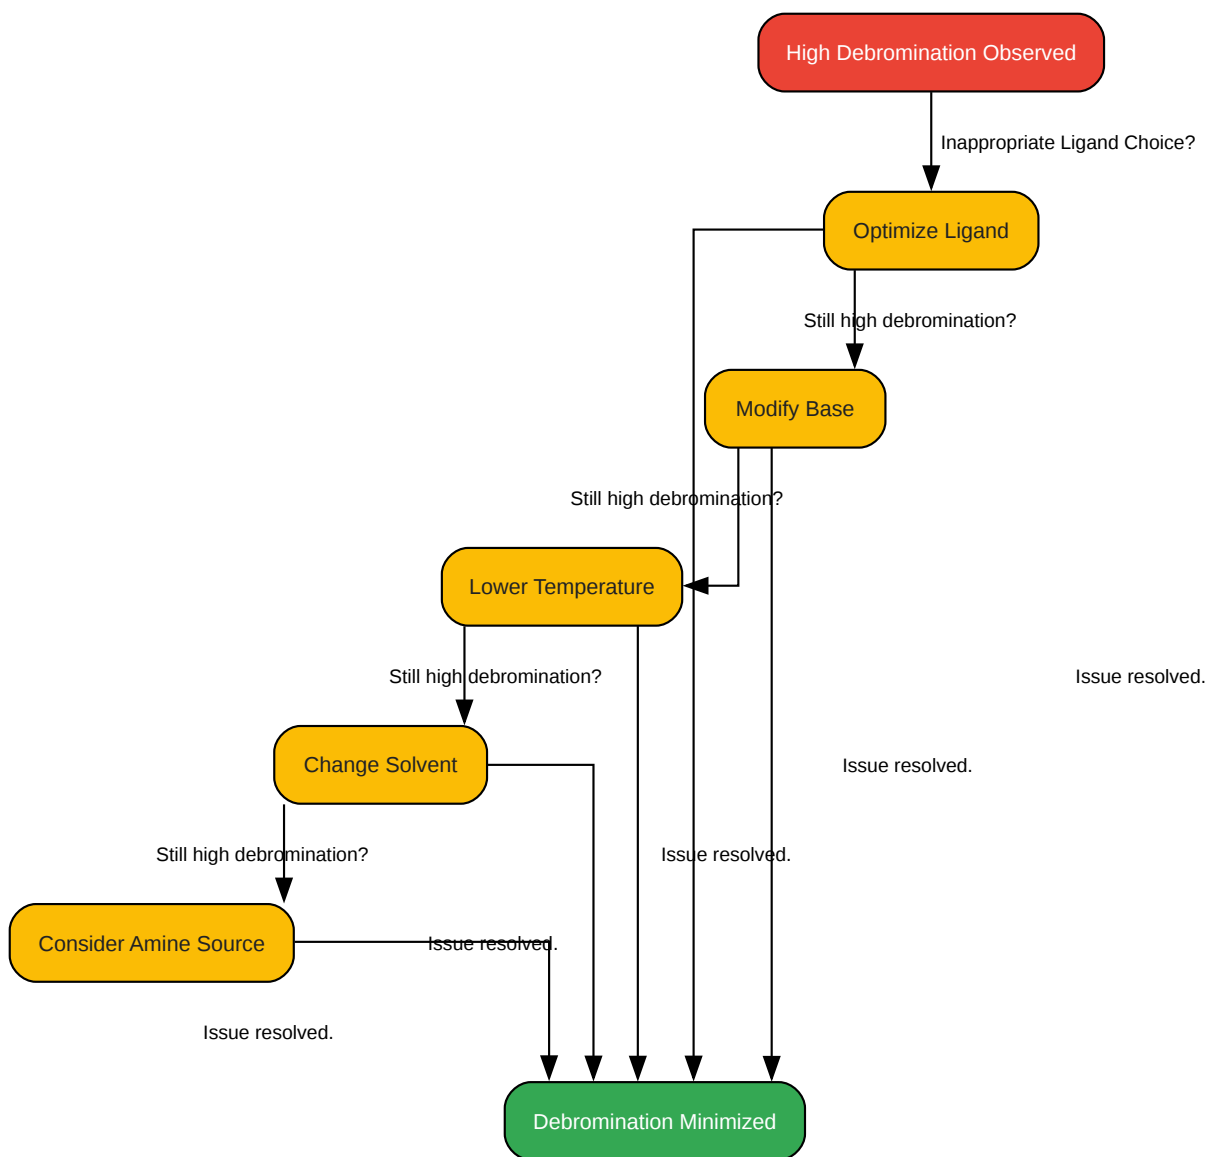 High Debromination Observed
Inappropriate Ligand Choice?
Optimize Ligand
Still high debromination?
Modify Base
Still high debromination?
Lower Temperature
Still high debromination?
Issue resolved.
Change Solvent
Issue resolved.
Still high debromination?
Issue resolved.
Consider Amine Source
Issue resolved.
Issue resolved.
Debromination Minimized